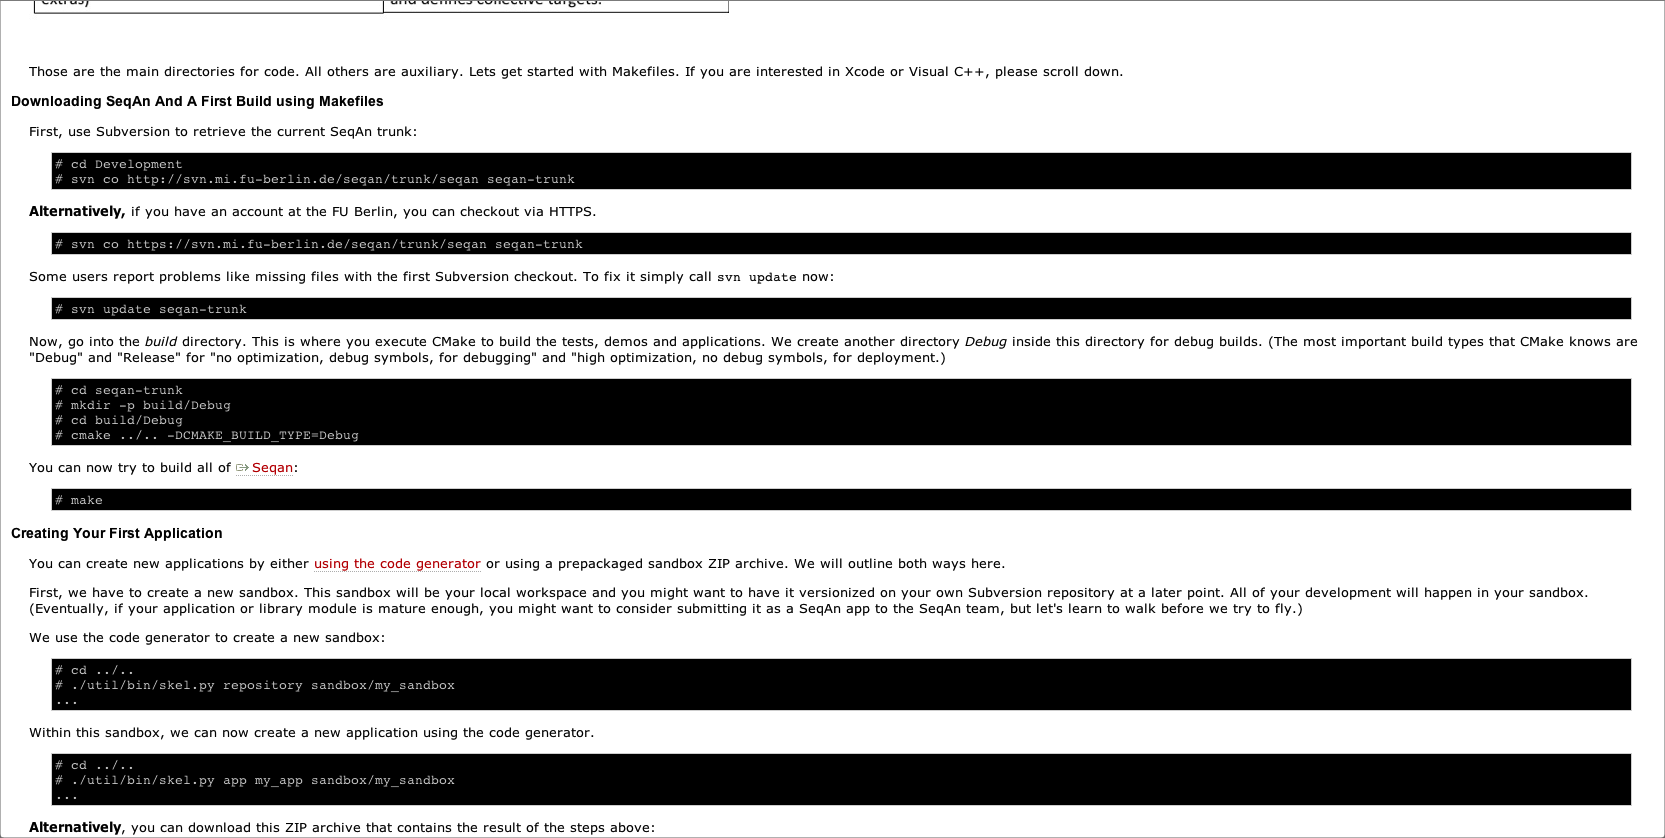 extras)
and defines collective targets.
Those are the main directories for code. All others are auxiliary. Lets get started with Makefiles. If you are interested in Xcode or Visual C++, please scroll down.
Downloading SeqAn And A First Build using Makefiles
First, use Subversion to retrieve the current SeqAn trunk:
# cd Development
# svn co http://svn.mi.fu-berlin.de/seqan/trunk/seqan seqan-trunk
Alternatively, if you have an account at the FU Berlin, you can checkout via HTTPS.
# svn co https://svn.mi.fu-berlin.de/seqan/trunk/seqan seqan-trunk
Some users report problems like missing files with the first Subversion checkout. To fix it simply call svn update now:
# svn update seqan-trunk
Now, go into the build directory. This is where you execute CMake to build the tests, demos and applications. We create another directory Debug inside this directory for debug builds. (The most important build types that CMake knows are
"Debug" and "Release" for "no optimization, debug symbols, for debugging" and "high optimization, no debug symbols, for deployment.)
# cd seqan-trunk
# mkdir -p build/Debug
# cd build/Debug
# cmake ../.. -DCMAKE_BUILD_TYPE=Debug
You can now try to build all of Seqan:
# make
Creating Your First Application
You can create new applications by either using the code generator or using a prepackaged sandbox ZIP archive. We will outline both ways here.
First, we have to create a new sandbox. This sandbox will be your local workspace and you might want to have it versionized on your own Subversion repository at a later point. All of your development will happen in your sandbox.
(Eventually, if your application or library module is mature enough, you might want to consider submitting it as a SeqAn app to the SeqAn team, but let's learn to walk before we try to fly.)
We use the code generator to create a new sandbox:
# cd ../..
# ./util/bin/skel.py repository sandbox/my_sandbox
...
Within this sandbox, we can now create a new application using the code generator.
# cd ../..
# ./util/bin/skel.py app my_app sandbox/my_sandbox
...
Alternatively, you can download this ZIP archive that contains the result of the steps above: